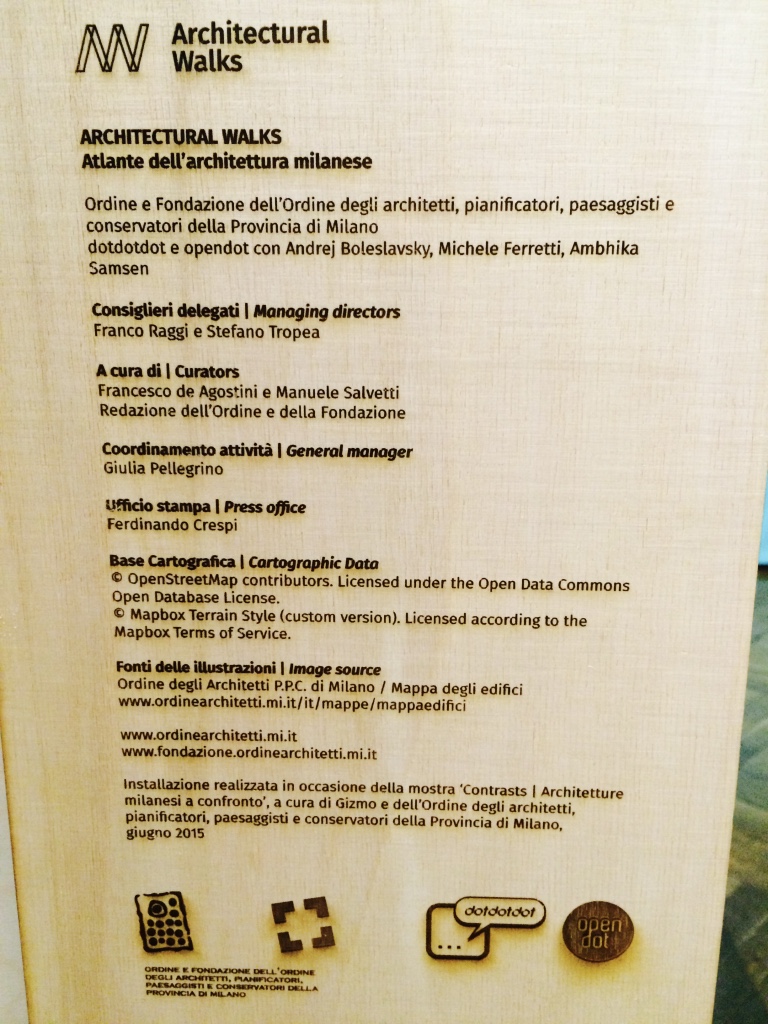 Architectural
Walks
ARCHITECTURAL WALKS
Atlante dell'architettura milanese
Ordine e Fondazione dell'Ordine degli architetti, pianificatori, paesaggisti e
conservatori della Provincia di Milano
dotdotdot e opendot con Andrej Boleslavsky, Michele Ferretti, Ambhika
Samsen
Consiglieri delegati | Managing directors
Franco Raggi e Stefano Tropea
A cura di | Curators
Francesco de Agostini e Manuele Salvetti
Redazione dell'Ordine e della Fondazione
Coordinamento attività | General manager
Giulia Pellegrino
Ufficio stampa | Press office
Ferdinando Crespi
Base Cartografica | Cartographic Data
© OpenStreetMap contributors. Licensed under the Open Data Commons
Open Database License.
© Mapbox Terrain Style (custom version). Licensed according to the
Mapbox Terms of Service.
Fonti delle illustrazioni | Image source
Ordine degli Architetti P.P.C. di Milano / Mappa degli edifici
www.ordinearchitetti.mi.it/it/mappe/mappaedifici
www.ordinearchitetti.mi.it
www.fondazione.ordinearchitetti.mi.it
Installazione realizzata in occasione della mostra 'Contrasts | Architetture
milanesi a confronto', a cura di Gizmo e dell'Ordine degli architetti,
pianificatori, paesaggisti e conservatori della Provincia di Milano,
giugno 2015
ORDINE E FONDAZIONE DELL'ORDINE
DEGLI ARCHITETTI, PIANIFICATORI,
PAESAGGISTI E CONSERVATORI DELLA
PROVINCIA DI MILANO
dotdotdot
...
open
dot